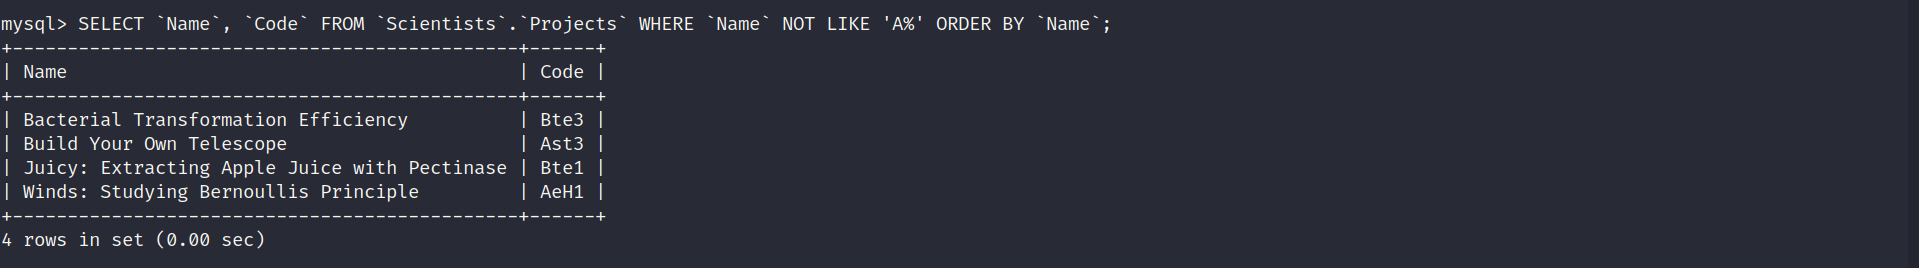 mysql> SELECT `Name`, `Code` FROM `Scientists`.`Projects` WHERE `Name` NOT LIKE 'A%' ORDER BY `Name`;
+----------------------------------------------+------+
| Name                                         | Code |
+----------------------------------------------+------+
| Bacterial Transformation Efficiency          | Bte3 |
| Build Your Own Telescope                     | Ast3 |
| Juicy: Extracting Apple Juice with Pectinase | Bte1 |
| Winds: Studying Bernoullis Principle         | AeH1 |
+----------------------------------------------+------+
4 rows in set (0.00 sec)